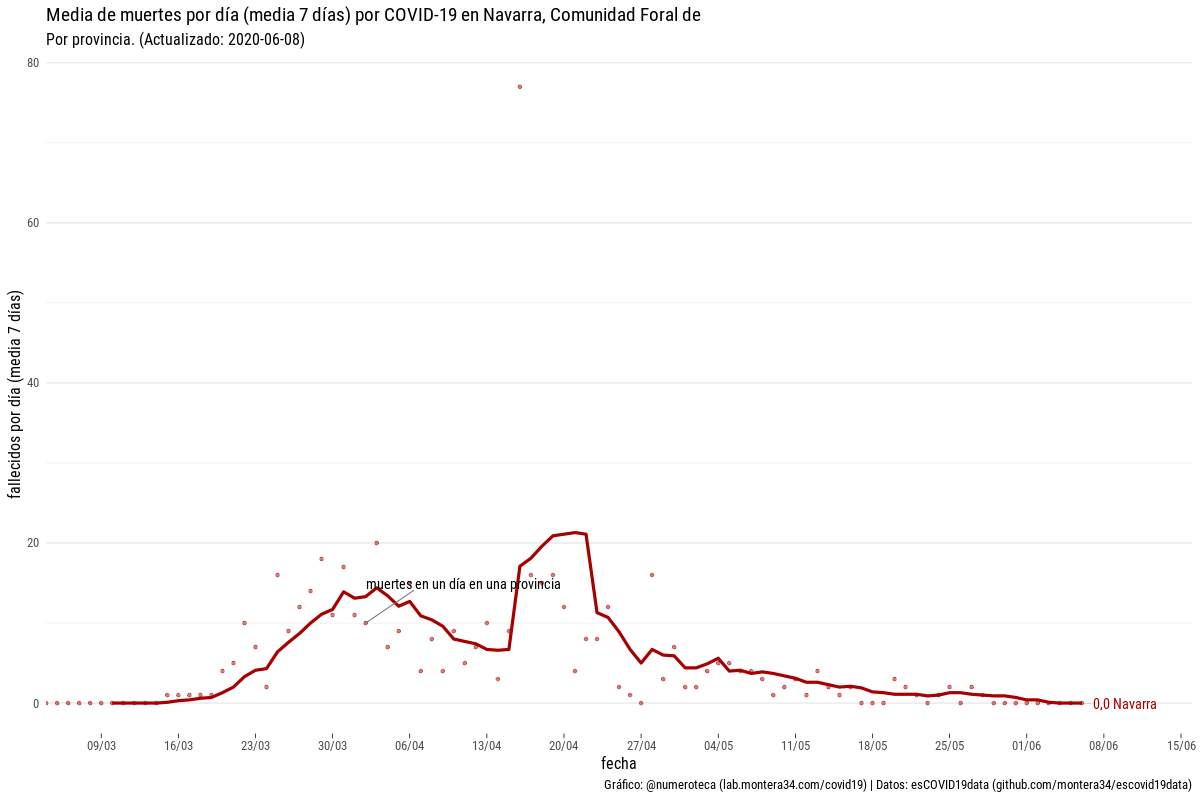 Media de muertes por día (media 7 días) por COVID-19 en Navarra, Comunidad Foral de
Por provincia. (Actualizado: 2020-06-08)
80
60
40
20
0
fallecidos por día (media 7 días)
muertes en un día en una provincia
0,0 Navarra
09/03 16/03 23/03 30/03 06/04 13/04 20/04 27/04 04/05 11/05 18/05 25/05 01/06 08/06 15/06
fecha
Gráfico: @numeroteca (lab.montera34.com/covid19) | Datos: esCOVID19data (github.com/montera34/escovid19data)